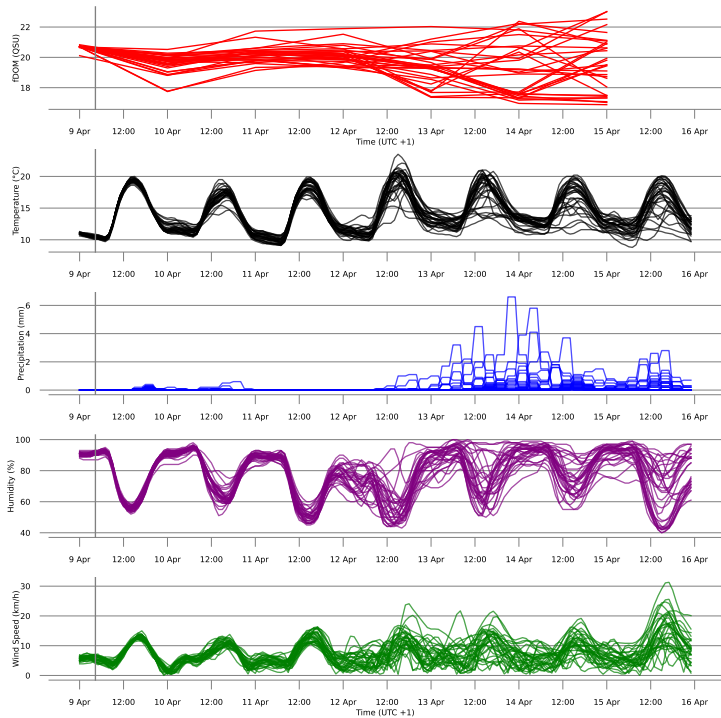 fDOM (QSU)
22
20
18
9 Apr 12:00 10 Apr 12:00 11 Apr 12:00 12 Apr 12:00 13 Apr 12:00 14 Apr 12:00 15 Apr 12:00 16 Apr
Time (UTC +1)
Temperature (°C)
20
15
10
9 Apr 12:00 10 Apr 12:00 11 Apr 12:00 12 Apr 12:00 13 Apr 12:00 14 Apr 12:00 15 Apr 12:00 16 Apr
Precipitation (mm)
6
4
2
0
9 Apr 12:00 10 Apr 12:00 11 Apr 12:00 12 Apr 12:00 13 Apr 12:00 14 Apr 12:00 15 Apr 12:00 16 Apr
Humidity (%)
100
80
60
40
9 Apr 12:00 10 Apr 12:00 11 Apr 12:00 12 Apr 12:00 13 Apr 12:00 14 Apr 12:00 15 Apr 12:00 16 Apr
Wind Speed (km/h)
30
20
10
0
9 Apr 12:00 10 Apr 12:00 11 Apr 12:00 12 Apr 12:00 13 Apr 12:00 14 Apr 12:00 15 Apr 12:00 16 Apr
Time (UTC +1)